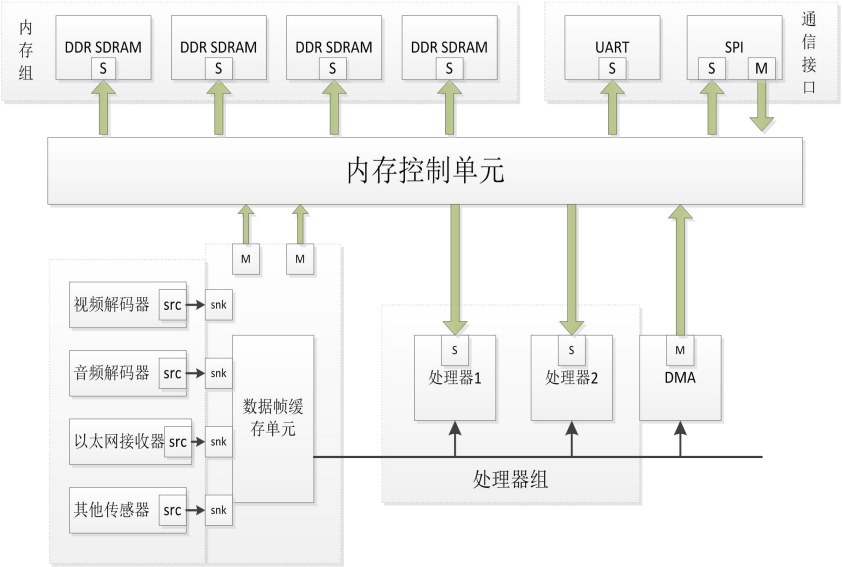 内存组
DDR SDRAM
S
DDR SDRAM
S
DDR SDRAM
S
DDR SDRAM
S
UART
S
SPI
S
M
通信接口
内存控制单元
M
M
视频解码器
src
snk
音频解码器
src
snk
以太网接收器
src
snk
其他传感器
src
snk
数据帧缓
存单元
S
处理器1
S
处理器2
M
DMA
处理器组